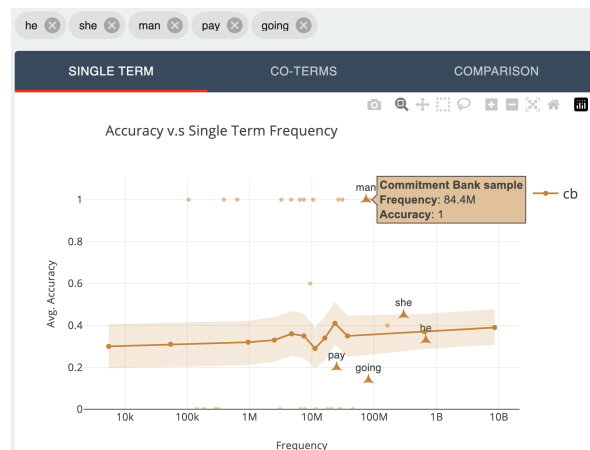 he she man pay going
SINGLE TERM CO-TERMS COMPARISON
Accuracy v.s Single Term Frequency
man
Commitment Bank sample
Frequency: 84.4M
Accuracy: 1
cb
1
0.8
0.6
0.4
0.2
0
Avg. Accuracy
she
he
pay
going
10k 100k 1M 10M 100M 1B 10B
Frequency